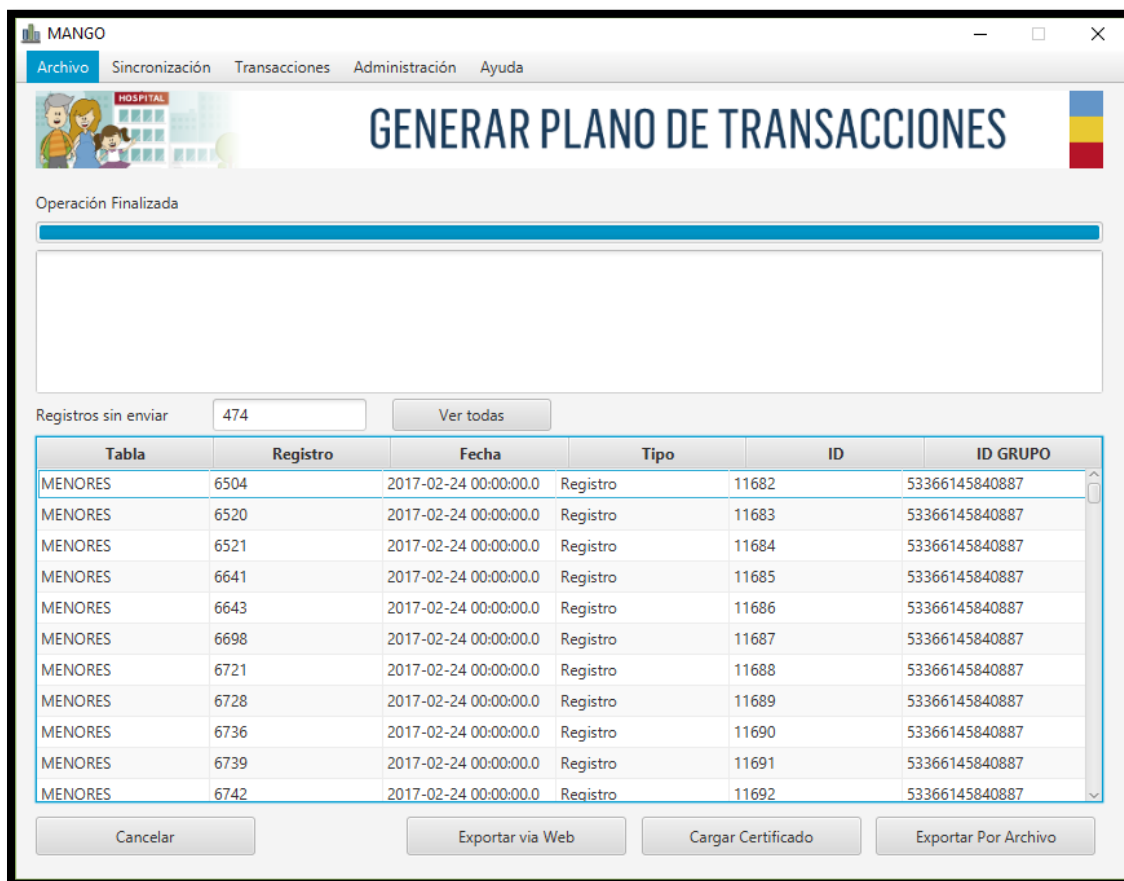 MANGO
Archivo Sincronización Transacciones Administración Ayuda
HOSPITAL
GENERAR PLANO DE TRANSACCIONES
Operación Finalizada
Registros sin enviar 474 Ver todas
Tabla Registro Fecha Tipo ID ID GRUPO
MENORES 6504 2017-02-24 00:00:00.0 Registro 11682 53366145840887
MENORES 6520 2017-02-24 00:00:00.0 Registro 11683 53366145840887
MENORES 6521 2017-02-24 00:00:00.0 Registro 11684 53366145840887
MENORES 6641 2017-02-24 00:00:00.0 Registro 11685 53366145840887
MENORES 6643 2017-02-24 00:00:00.0 Registro 11686 53366145840887
MENORES 6698 2017-02-24 00:00:00.0 Registro 11687 53366145840887
MENORES 6721 2017-02-24 00:00:00.0 Registro 11688 53366145840887
MENORES 6728 2017-02-24 00:00:00.0 Registro 11689 53366145840887
MENORES 6736 2017-02-24 00:00:00.0 Registro 11690 53366145840887
MENORES 6739 2017-02-24 00:00:00.0 Registro 11691 53366145840887
MENORES 6742 2017-02-24 00:00:00.0 Registro 11692 53366145840887
Cancelar Exportar via Web Cargar Certificado Exportar Por Archivo